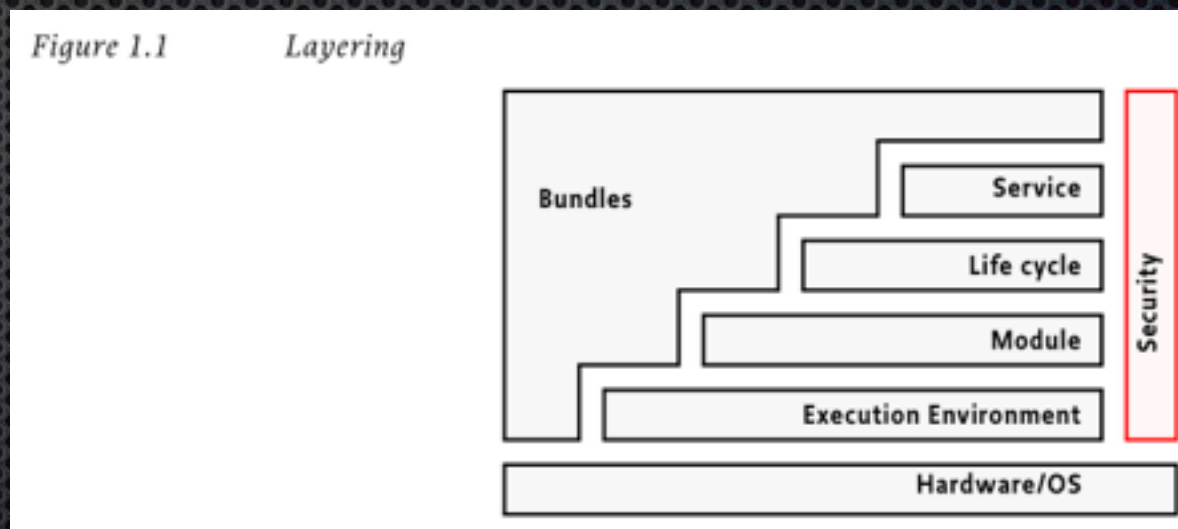 Figure 1.1 Layering
Bundles
Service
Life cycle
Module
Execution Environment
Hardware/OS
Security